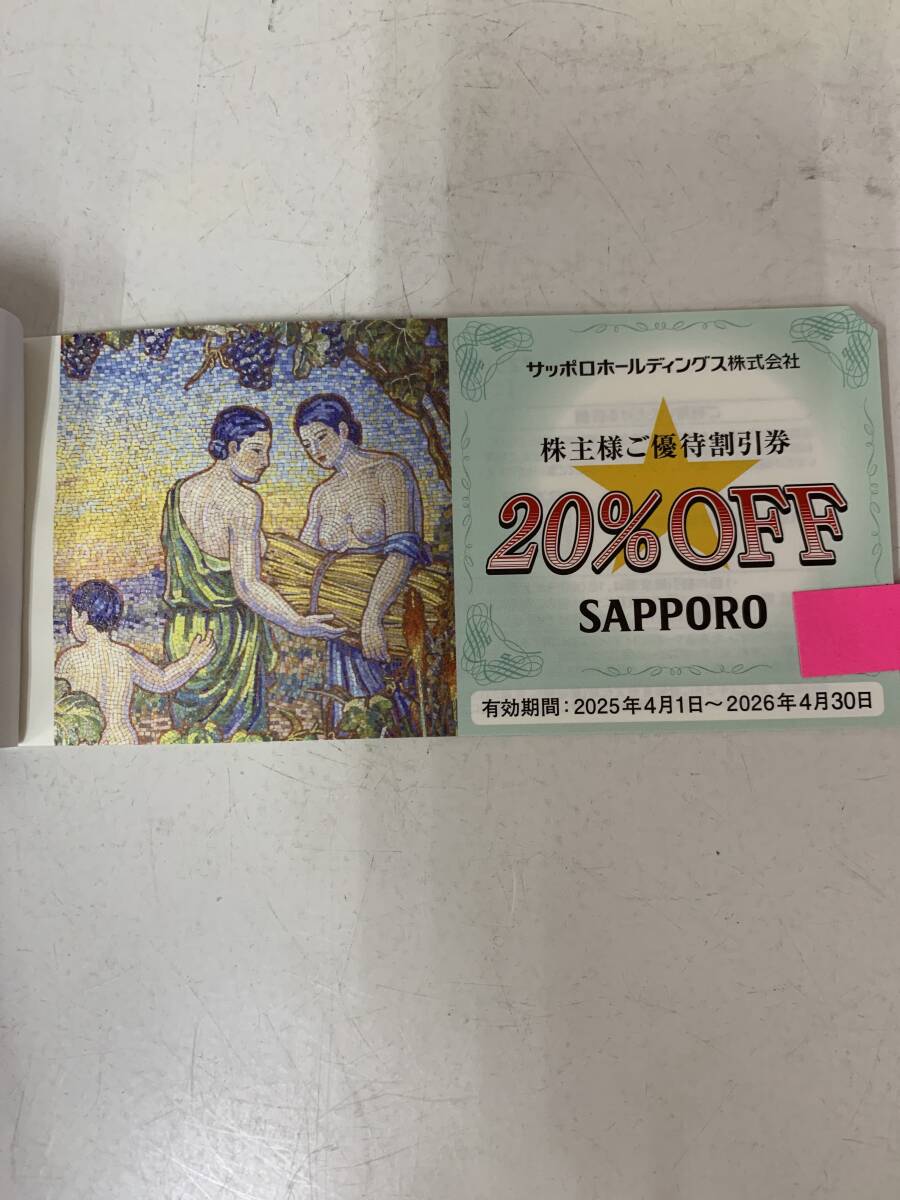 サッポロホールディングス株式会社
株主様ご優待割引券
20%OFF
SAPPORO
有効期間：2025年4月1日～2026年4月30日